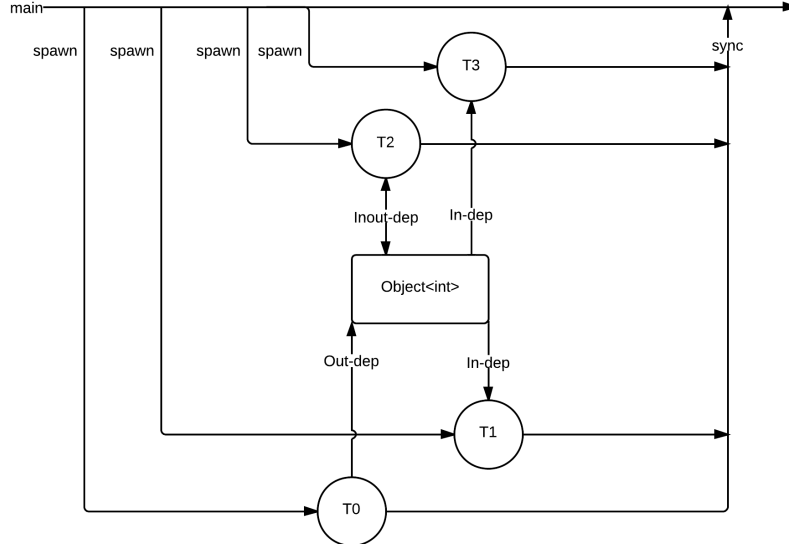 main
sync
spawn
spawn
spawn
spawn
T3
T2
Inout-dep
In-dep
Object<int>
Out-dep
In-dep
T1
T0